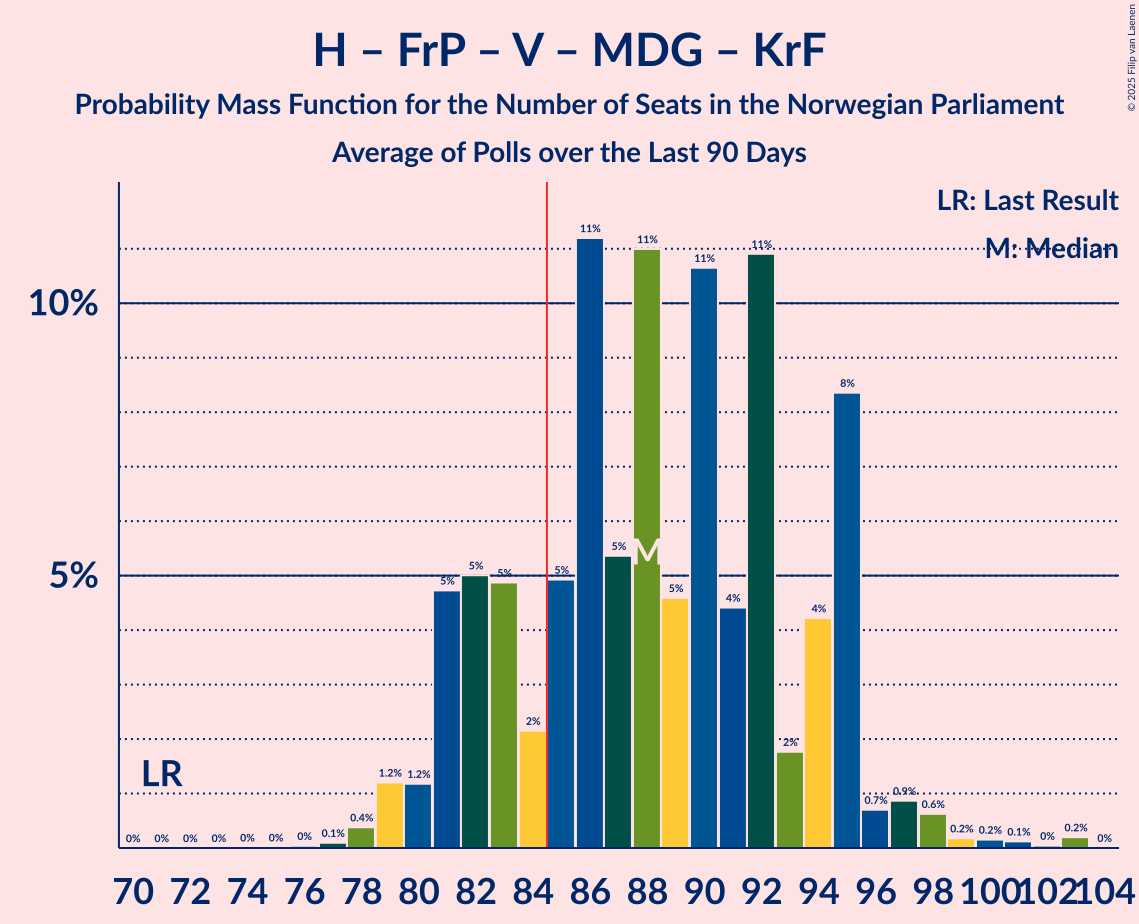 H – FrP – V – MDG – KrF
Probability Mass Function for the Number of Seats in the Norwegian Parliament
Average of Polls over the Last 90 Days
© 2025 Filip van Laenen
LR: Last Result
M: Median
10%
5%
LR
M
0% 0% 0% 0% 0% 0% 0% 0.1% 0.4% 1.2% 1.2% 5% 5% 5% 2% 5% 11% 5% 11% 5% 11% 4% 11% 2% 4% 8% 0.7% 0.9% 0.6% 0.2% 0.2% 0.1% 0% 0.2% 0%
70 72 74 76 78 80 82 84 86 88 90 92 94 96 98 100 102 104